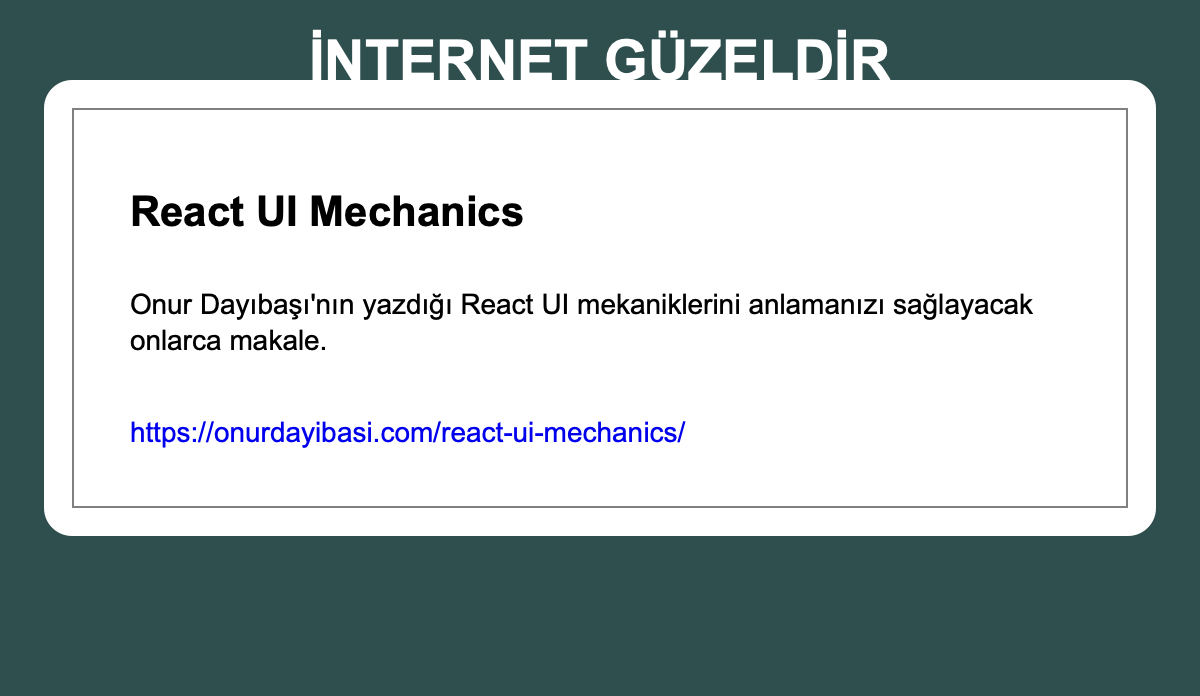 İNTERNET GÜZELDİR
React UI Mechanics
Onur Dayıbaşı'nın yazdığı React UI mekaniklerini anlamanızı sağlayacak
onlarca makale.
https://onurdayibasi.com/react-ui-mechanics/